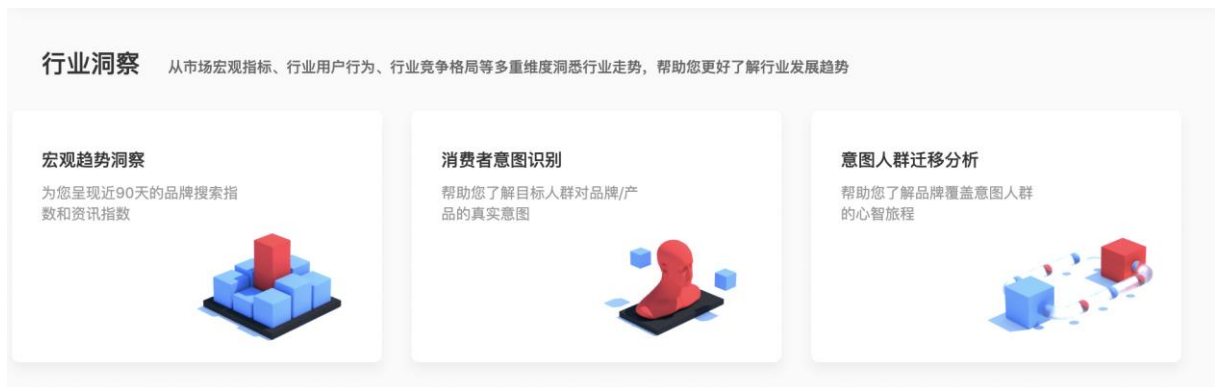 行业洞察 从市场宏观指标、行业用户行为、行业竞争格局等多重维度洞悉行业走势，帮助您更好了解行业发展趋势
宏观趋势洞察
为您呈现近90天的品牌搜索指
数和资讯指数
消费者意图识别
帮助您了解目标人群对品牌/产
品的真实意图
意图人群迁移分析
帮助您了解品牌覆盖意图人群
的心智旅程